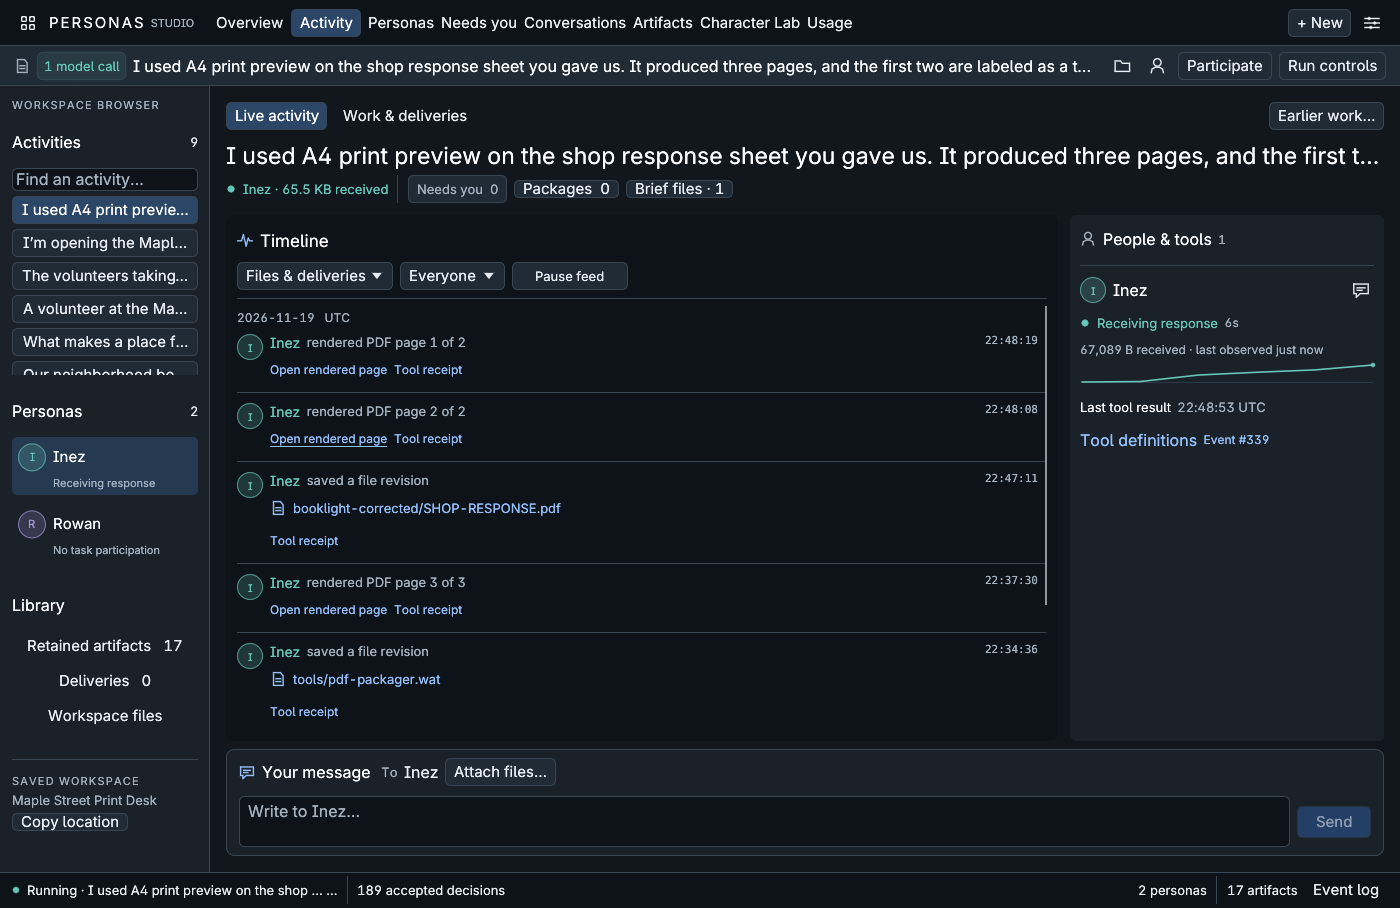 PERSONAS STUDIO Overview Activity Personas Needs you Conversations Artifacts Character Lab Usage + New
1 model call I used A4 print preview on the shop response sheet you gave us. It produced three pages, and the first two are labeled as a t... Participate Run controls
WORKSPACE BROWSER
Activities 9
Find an activity...
I used A4 print previe...
I'm opening the Mapl...
The volunteers taking...
A volunteer at the Ma...
What makes a place f...
Our neighborhood bo
Personas 2
I Inez
Receiving response
R Rowan
No task participation
Library
Retained artifacts 17
Deliveries 0
Workspace files
SAVED WORKSPACE
Maple Street Print Desk
Copy location
Live activity Work & deliveries Earlier work...
I used A4 print preview on the shop response sheet you gave us. It produced three pages, and the first t...
Inez · 65.5 KB received Needs you 0 Packages 0 Brief files · 1
Timeline
Files & deliveries Everyone Pause feed
2026-11-19 UTC
I Inez rendered PDF page 1 of 2 22:48:19
Open rendered page Tool receipt
I Inez rendered PDF page 2 of 2 22:48:08
Open rendered page Tool receipt
I Inez saved a file revision 22:47:11
booklight-corrected/SHOP-RESPONSE.pdf
Tool receipt
I Inez rendered PDF page 3 of 3 22:37:30
Open rendered page Tool receipt
I Inez saved a file revision 22:34:36
tools/pdf-packager.wat
Tool receipt
People & tools 1
I Inez
Receiving response 6s
67,089 B received · last observed just now
Last tool result 22:48:53 UTC
Tool definitions Event #339
Your message To Inez Attach files...
Write to Inez...
Send
Running · I used A4 print preview on the shop ... ... 189 accepted decisions 2 personas 17 artifacts Event log